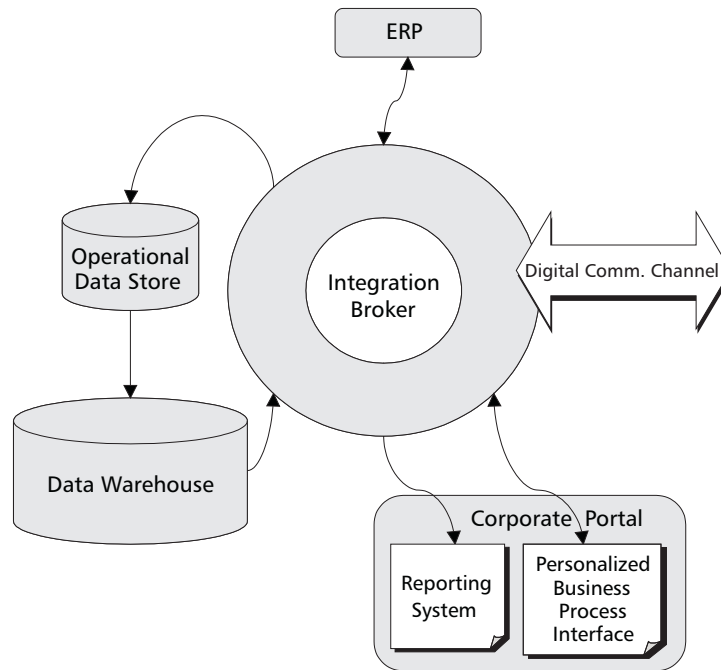 ERP
Operational
Data Store
Integration
Broker
Digital Comm. Channel
Data Warehouse
Corporate Portal
Reporting
System
Personalized
Business
Process
Interface